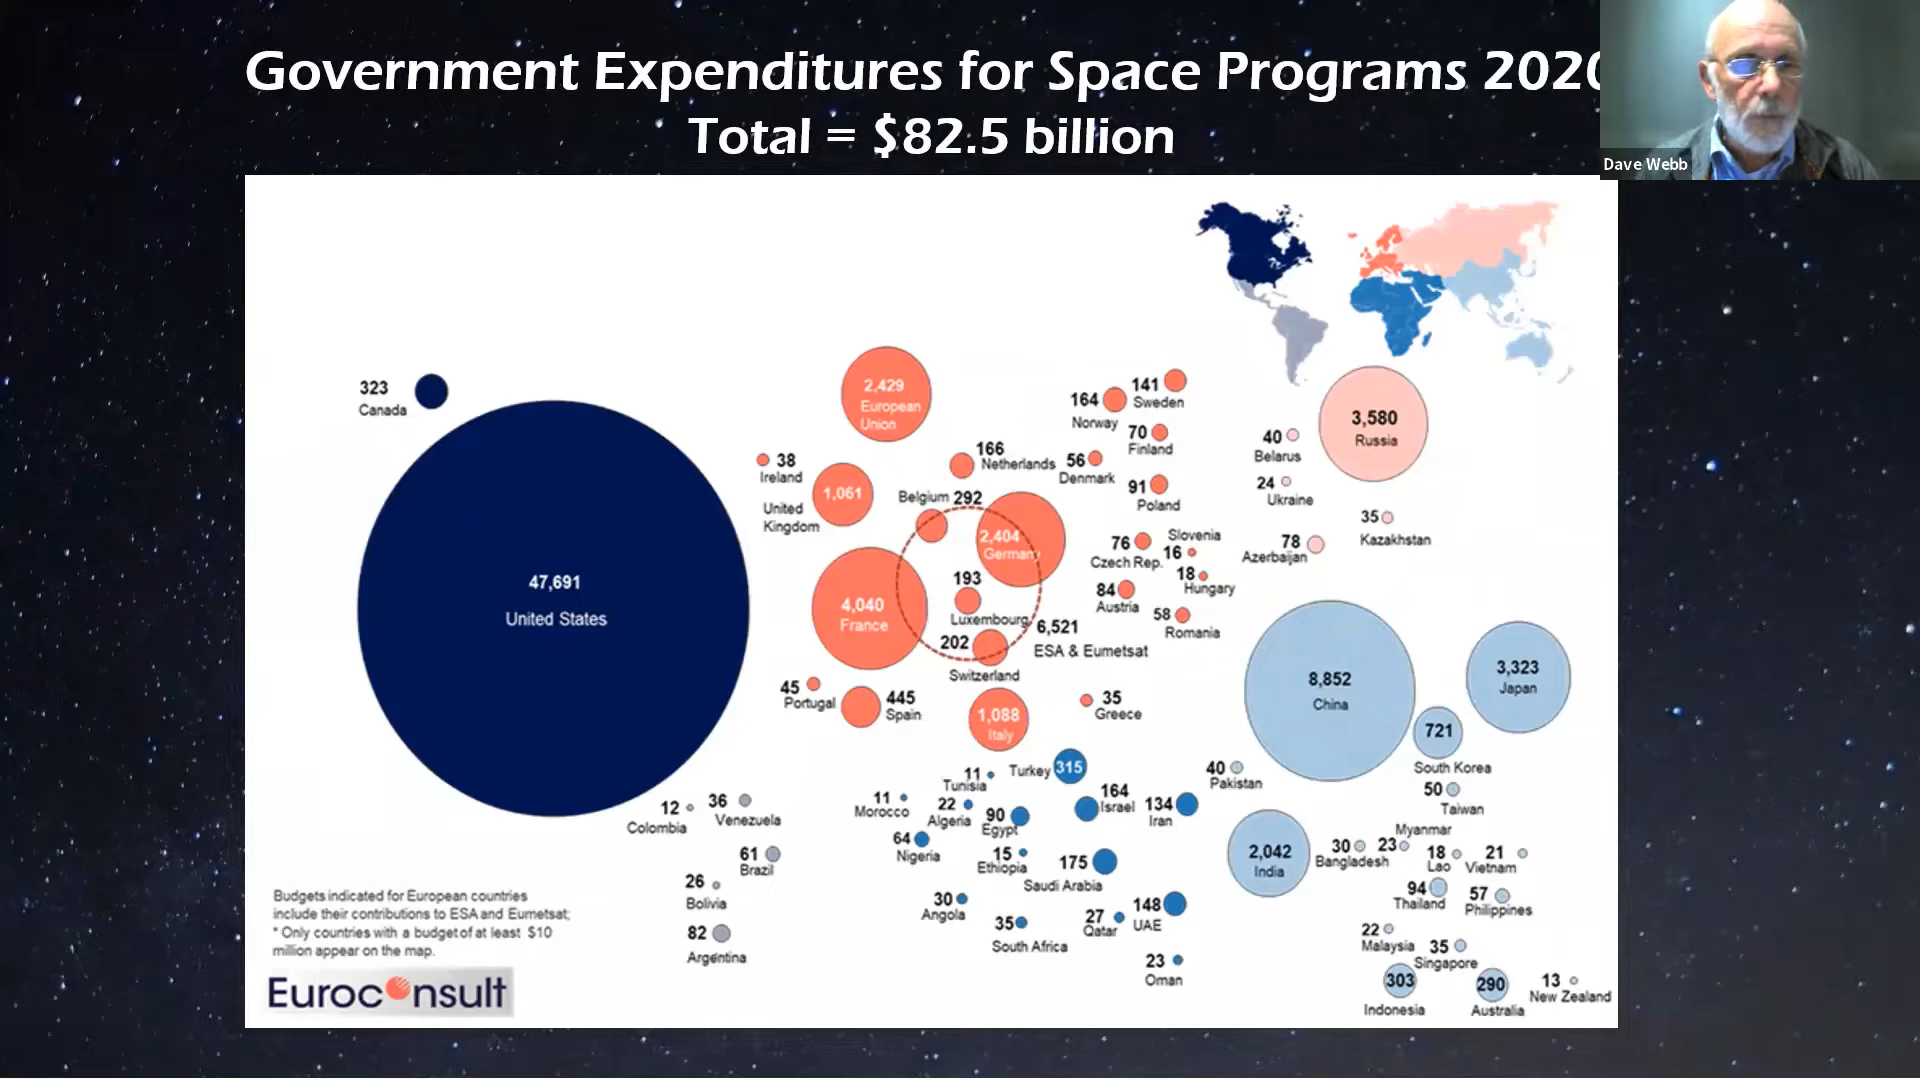 Government Expenditures for Space Programs 2020
Total = $82.5 billion
Dave Webb
323
Canada
47,691
United States
2,429
European
Union
38
Ireland
1,061
United
Kingdom
166
Netherlands
Belgium 292
2,404
Germany
193
Luxembourg
202
Switzerland
4,040
France
6,521
ESA & Eumetsat
45
Portugal
445
Spain
1,088
Italy
35
Greece
164
Norway
141
Sweden
70
Finland
56
Denmark
91
Poland
76
Czech Rep.
Slovenia
16
18
Hungary
84
Austria
58
Romania
3,580
Russia
40
Belarus
24
Ukraine
35
Kazakhstan
78
Azerbaijan
8,852
China
3,323
Japan
721
South Korea
50
Taiwan
40
Pakistan
2,042
India
30
Bangladesh
Myanmar
23
18
Lao
21
Vietnam
94
Thailand
57
Philippines
22
Malaysia
35
Singapore
303
Indonesia
290
Australia
13
New Zealand
11
Tunisia
Turkey 315
11
Morocco
22
Algeria
90
Egypt
164
Israel
134
Iran
64
Nigeria
15
Ethiopia
175
Saudi Arabia
30
Angola
35
South Africa
27
Qatar
148
UAE
23
Oman
12
Colombia
36
Venezuela
61
Brazil
26
Bolivia
82
Argentina
Budgets indicated for European countries
include their contributions to ESA and Eumetsat;
* Only countries with a budget of at least $10
million appear on the map.
Euroconsult